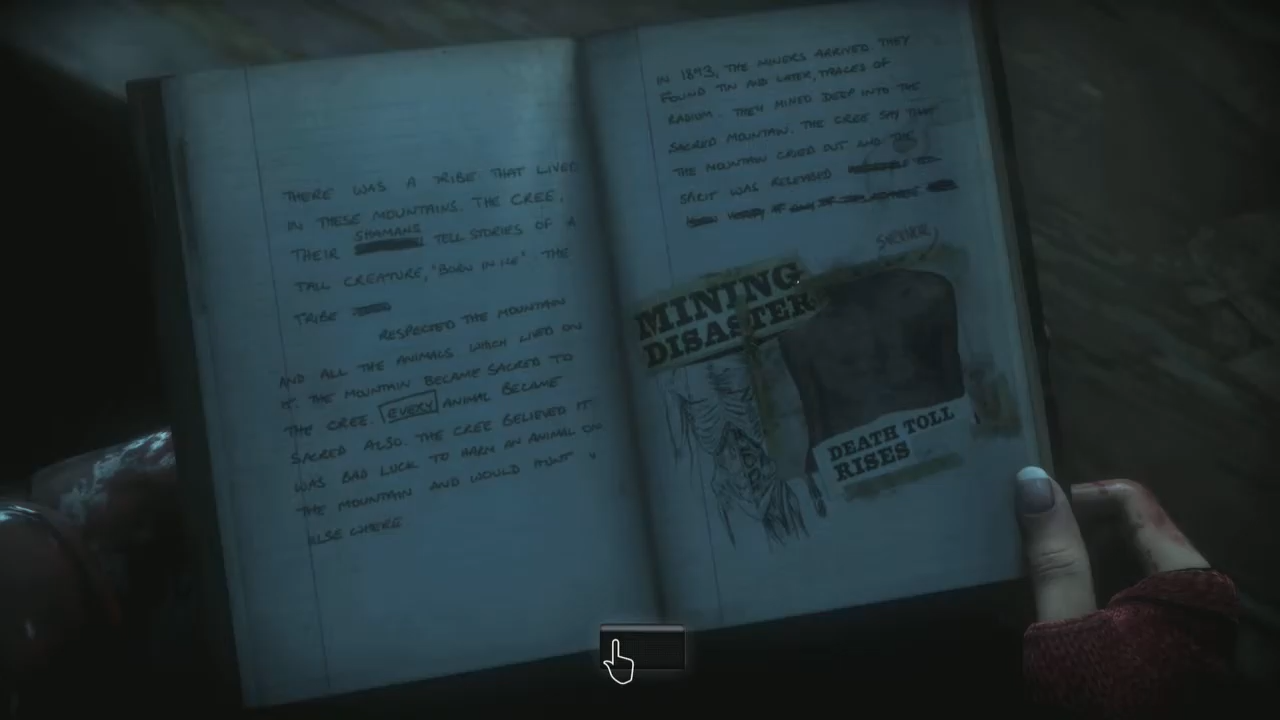 THERE WAS A TRIBE THAT LIVED
IN THESE MOUNTAINS. THE CREE,
SHAMANS
THEIR TELL STORIES OF A
TALL CREATURE, "BORN IN ICE" THE
TRIBE
RESPECTED THE MOUNTAIN
AND ALL THE ANIMALS WHICH LIVED ON
IT. THE MOUNTAIN BECAME SACRED TO
THE CREE. EVERY ANIMAL BECAME
SACRED ALSO. THE CREE BELIEVED IT
WAS BAD LUCK TO HARM AN ANIMAL ON
THE MOUNTAIN AND WOULD HUNT
ELSE WHERE
IN 1893, THE MINERS ARRIVED THEY
FOUND TIN AND LATER, TRACES OF
RADIUM. THEY MINED DEEP INTO THE
SACRED MOUNTAIN. THE CREE SAY THAT
THE MOUNTAIN CRIED OUT AND THE
SPIRIT WAS RELEASED
MINING
DISASTER
DEATH TOLL
RISES